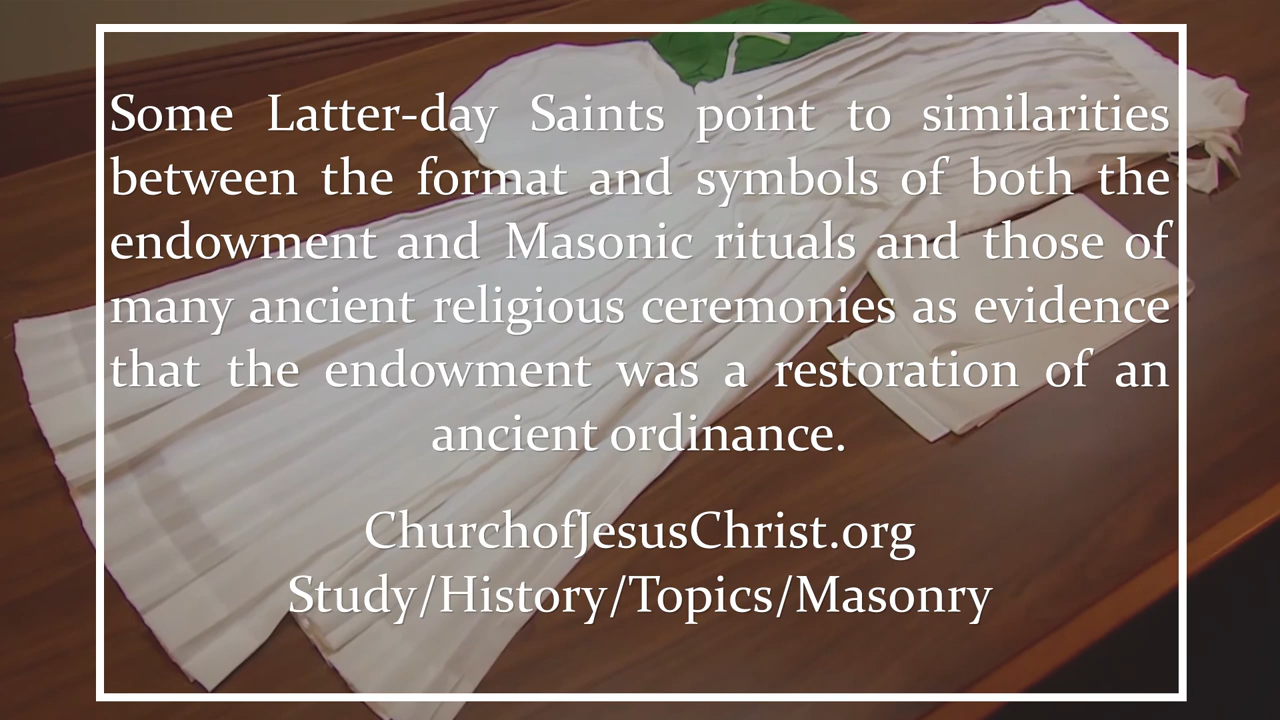 Some Latter-day Saints point to similarities
between the format and symbols of both the
endowment and Masonic rituals and those of
many ancient religious ceremonies as evidence
that the endowment was a restoration of an
ancient ordinance.
ChurchofJesusChrist.org
Study/History/Topics/Masonry